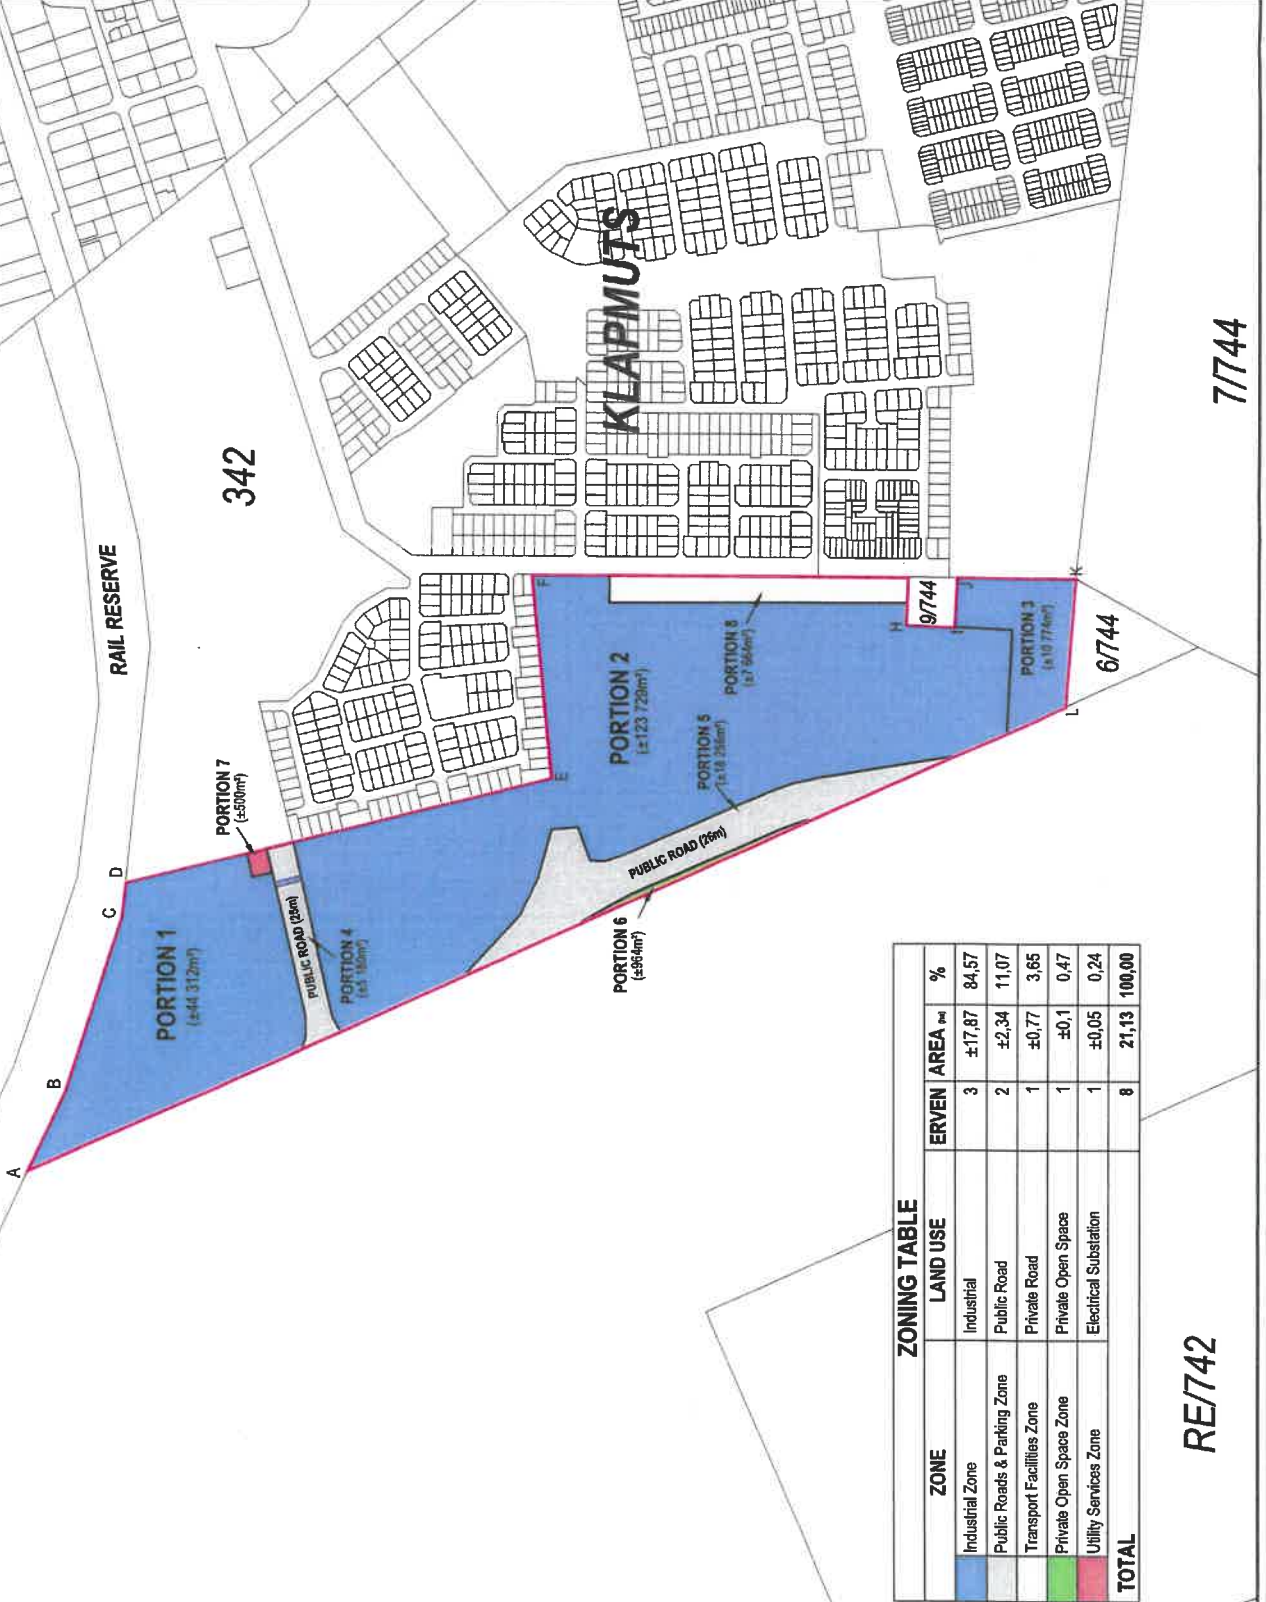 RAIL RESERVE
342
KLAPMUTS
7/744
6/744
9/744
RE/742
A
B
C
D
E
F
H
I
J
K
L
PORTION 1
(±44 312m²)
PORTION 7
(±500m²)
PUBLIC ROAD (25m)
PORTION 4
PORTION 2
(±123 729m²)
PORTION 8
PORTION 5
PUBLIC ROAD (26m)
PORTION 6
(±964m²)
PORTION 3
(±10 774m²)
ZONING TABLE
ZONE LAND USE ERVEN AREA %
Industrial Zone Industrial 3 ±17,87 84,57
Public Roads & Parking Zone Public Road 2 ±2,34 11,07
Transport Facilities Zone Private Road 1 ±0,77 3,65
Private Open Space Zone Private Open Space 1 ±0,1 0,47
Utility Services Zone Electrical Substation 1 ±0,05 0,24
TOTAL 8 21,13 100,00